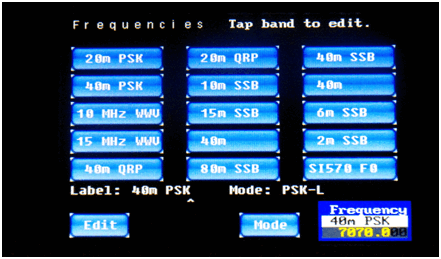 Frequencies Tap band to edit.
20m PSK 20m QRP 40m SSB
40m PSK 10m SSB 40m
10 MHz WWV 15m SSB 6m SSB
15 MHz WWV 40m 2m SSB
40m QRP 80m SSB SI570 F0
Label: 40m PSK Mode: PSK-L
^
Edit Mode
Frequency
40m PSK
7070.000